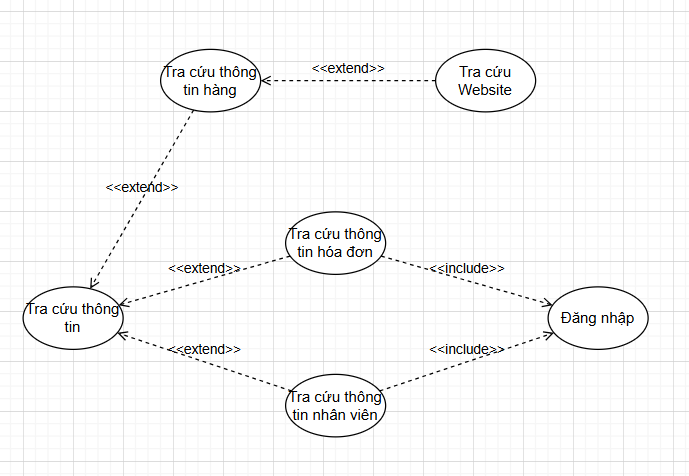 Tra cứu thông
tin hàng
<<extend>>
Tra cứu
Website
<<extend>>
Tra cứu thông
tin hóa đơn
<<extend>>
<<include>>
Tra cứu thông
tin
Đăng nhập
<<extend>>
<<include>>
Tra cứu thông
tin nhân viên